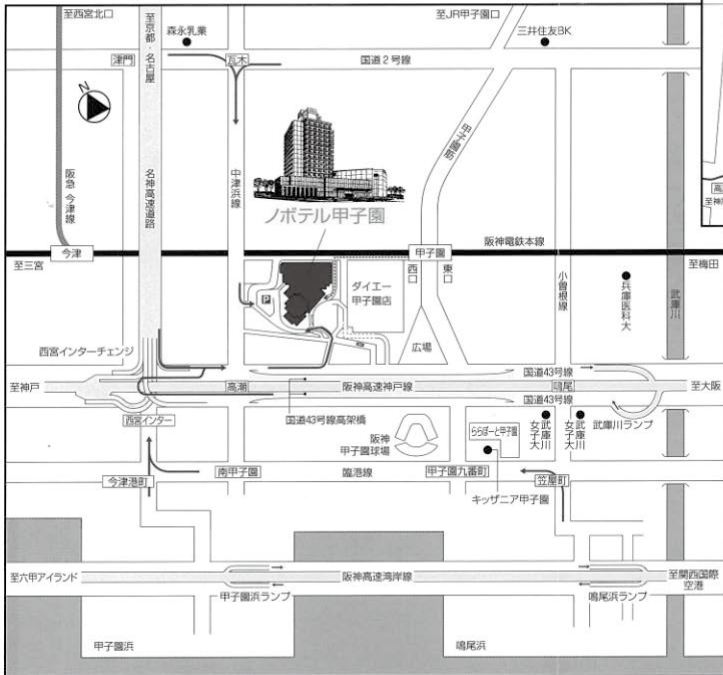 至西宮北口
至京都・名古屋
森永乳業
至JR甲子園口
三井住友BK
津門
瓦木
国道2号線
N
甲子園筋
阪急 今津線
名神高速道路
中津浜線
ノボテル甲子園
阪神電鉄本線
今津
甲子園
至三宮
至梅田
西口
東口
小曽根線
兵庫医科大
武庫川
P
ダイエー
甲子園店
広場
西宮インターチェンジ
国道43号線
至神戸
高潮
阪神高速神戸線
鳴尾
至大阪
国道43号線
国道43号線高架橋
西宮インター
阪神
甲子園球場
ららぽーと甲子園
武庫川
女子大
武庫川
女子大
武庫川ランプ
今津港町
南甲子園
臨港線
甲子園九番町
笠屋町
キッザニア甲子園
至六甲アイランド
阪神高速湾岸線
至関西国際
空港
甲子園浜ランプ
鳴尾浜ランプ
甲子園浜
鳴尾浜